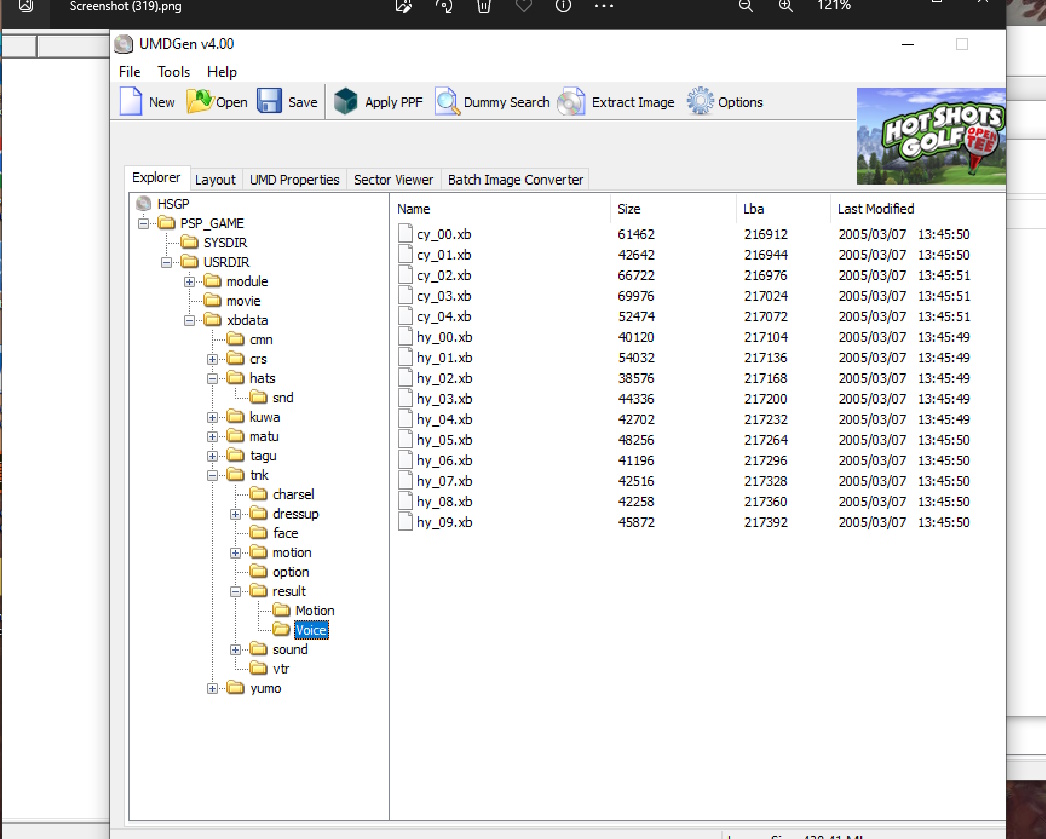 Screenshot (319).png
121%
UMDGen v4.00
File Tools Help
New Open Save Apply PPF Dummy Search Extract Image Options
HOT SHOTS GOLF OPEN TEE
Explorer Layout UMD Properties Sector Viewer Batch Image Converter
HSGP
PSP_GAME
SYSDIR
USRDIR
module
movie
xbdata
cmn
crs
hats
snd
kuwa
matu
tagu
tnk
charsel
dressup
face
motion
option
result
Motion
Voice
sound
vtr
yumo
Name Size Lba Last Modified
cy_00.xb 61462 216912 2005/03/07 13:45:50
cy_01.xb 42642 216944 2005/03/07 13:45:50
cy_02.xb 66722 216976 2005/03/07 13:45:51
cy_03.xb 69976 217024 2005/03/07 13:45:51
cy_04.xb 52474 217072 2005/03/07 13:45:51
hy_00.xb 40120 217104 2005/03/07 13:45:49
hy_01.xb 54032 217136 2005/03/07 13:45:49
hy_02.xb 38576 217168 2005/03/07 13:45:49
hy_03.xb 44336 217200 2005/03/07 13:45:49
hy_04.xb 42702 217232 2005/03/07 13:45:49
hy_05.xb 48256 217264 2005/03/07 13:45:50
hy_06.xb 41196 217296 2005/03/07 13:45:50
hy_07.xb 42516 217328 2005/03/07 13:45:50
hy_08.xb 42258 217360 2005/03/07 13:45:50
hy_09.xb 45872 217392 2005/03/07 13:45:50